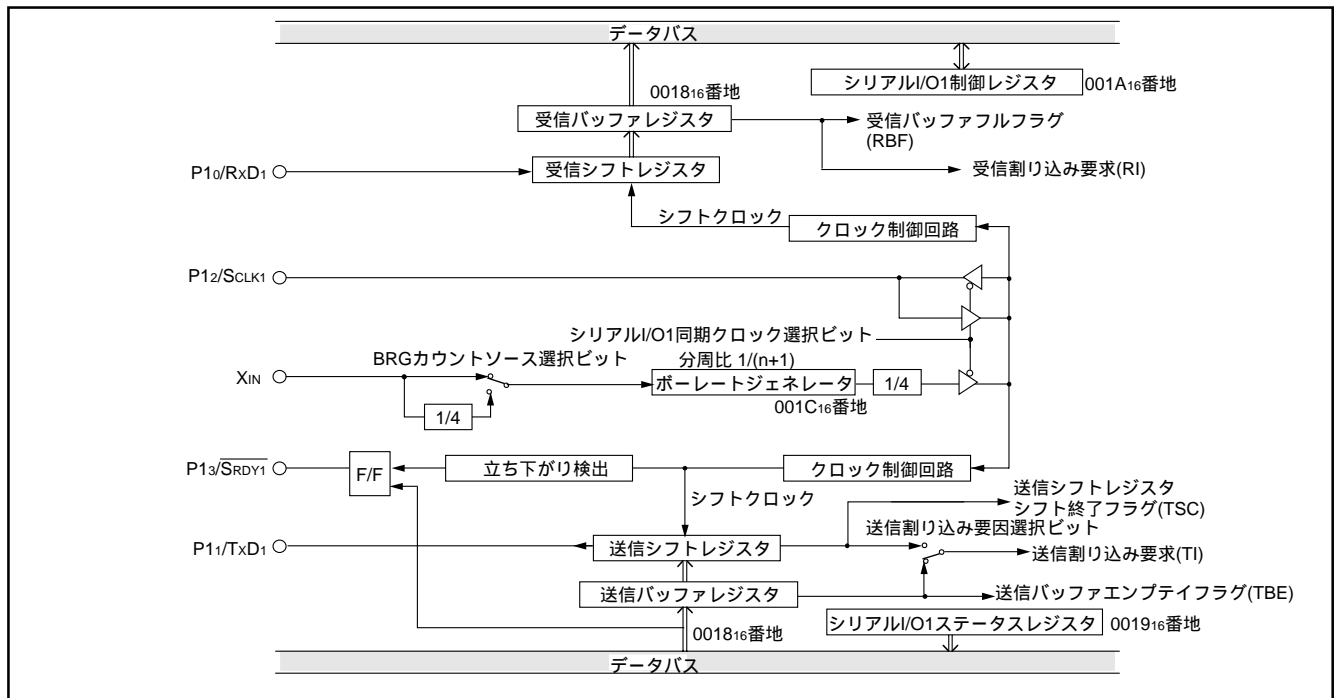 データバス
シリアルI/O1制御レジスタ 001A16番地
001816番地
受信バッファレジスタ
受信バッファフルフラグ
(RBF)
P10/RXD1
受信シフトレジスタ
受信割り込み要求(RI)
シフトクロック
クロック制御回路
P12/SCLK1
シリアルI/O1同期クロック選択ビット
BRGカウントソース選択ビット
分周比 1/(n+1)
XIN
ボーレートジェネレータ
1/4
001C16番地
1/4
P13/SRDY1
F/F
立ち下がり検出
クロック制御回路
シフトクロック
送信シフトレジスタ
シフト終了フラグ(TSC)
送信割り込み要因選択ビット
P11/TXD1
送信シフトレジスタ
送信割り込み要求(TI)
送信バッファレジスタ
送信バッファエンプテイフラグ(TBE)
001816番地
シリアルI/O1ステータスレジスタ 001916番地
データバス